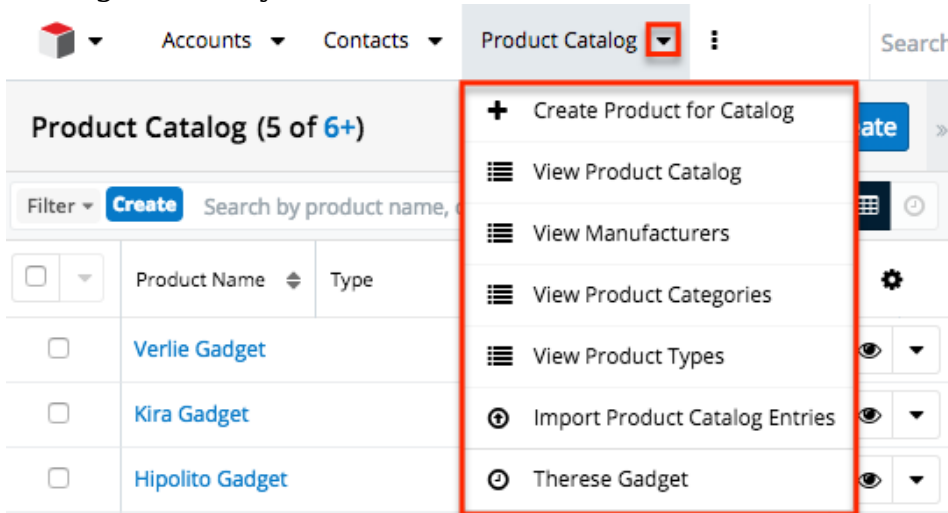 Accounts Contacts Product Catalog Search
Product Catalog (5 of 6+)
Create Product for Catalog
View Product Catalog
Filter Create Search by product name,
View Manufacturers
Product Name Type
View Product Categories
Verlie Gadget
View Product Types
Kira Gadget
Import Product Catalog Entries
Hipolito Gadget
Therese Gadget